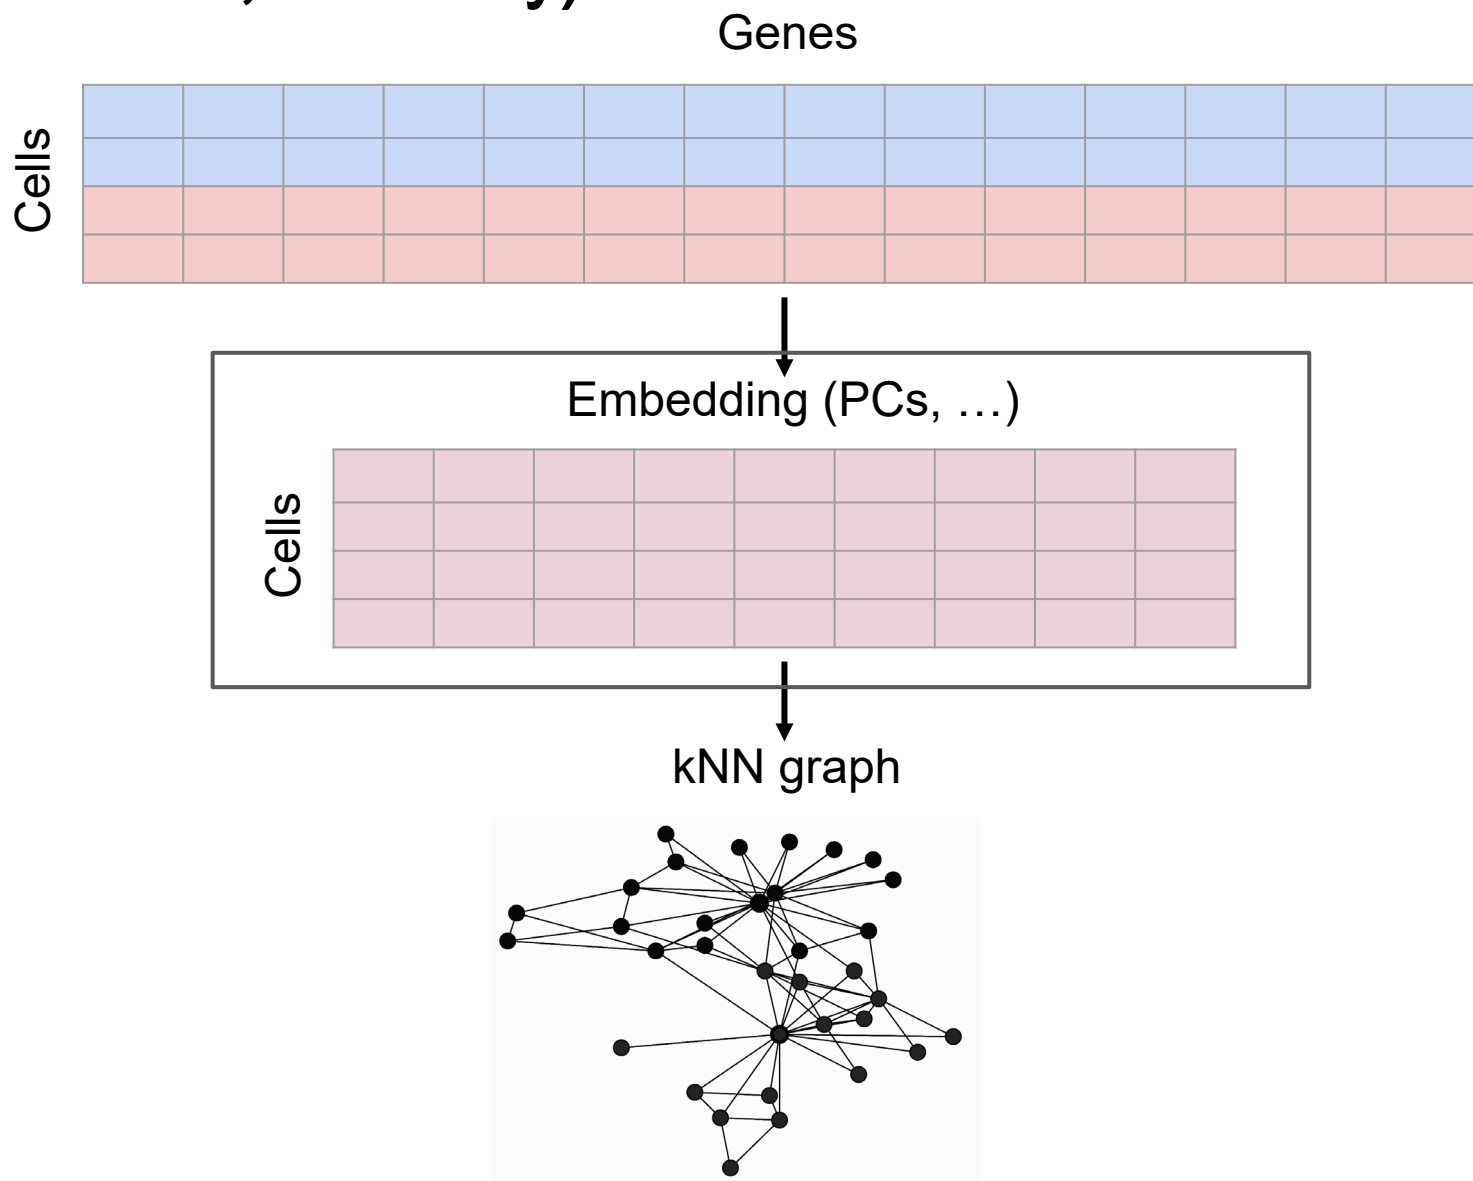 Genes
Cells
Embedding (PCs, …)
Cells
kNN graph